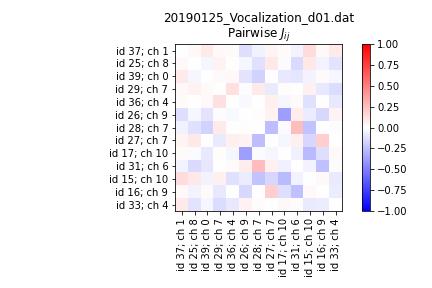 20190125_Vocalization_d01.dat
Pairwise J_ij
id 37; ch 1
id 25; ch 8
id 39; ch 0
id 29; ch 7
id 36; ch 4
id 26; ch 9
id 28; ch 7
id 27; ch 7
id 17; ch 10
id 31; ch 6
id 15; ch 10
id 16; ch 9
id 33; ch 4
1.00
0.75
0.50
0.25
0.00
−0.25
−0.50
−0.75
−1.00
id 37; ch 1
id 25; ch 8
id 39; ch 0
id 29; ch 7
id 36; ch 4
id 26; ch 9
id 28; ch 7
id 27; ch 7
id 17; ch 10
id 31; ch 6
id 15; ch 10
id 16; ch 9
id 33; ch 4